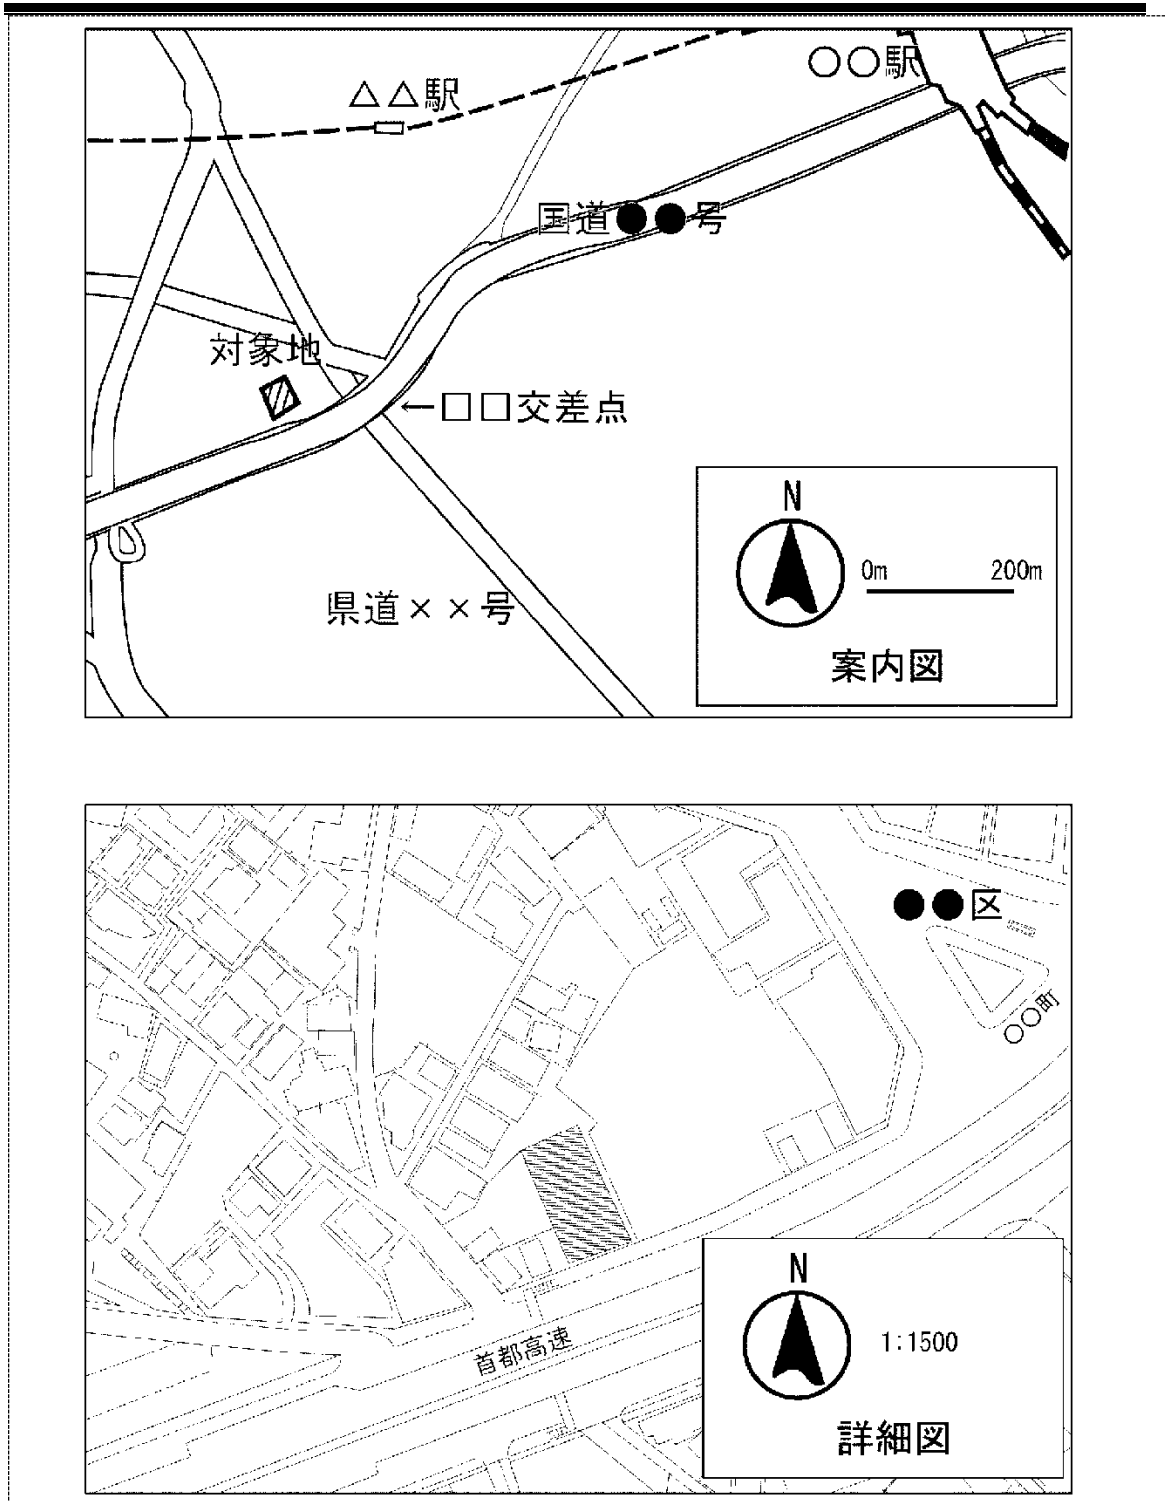 ○○駅
△△駅
国道●●号
対象地
←□□交差点
県道××号
N
0m 200m
案内図
●●区
○○町
首都高速
N
1:1500
詳細図